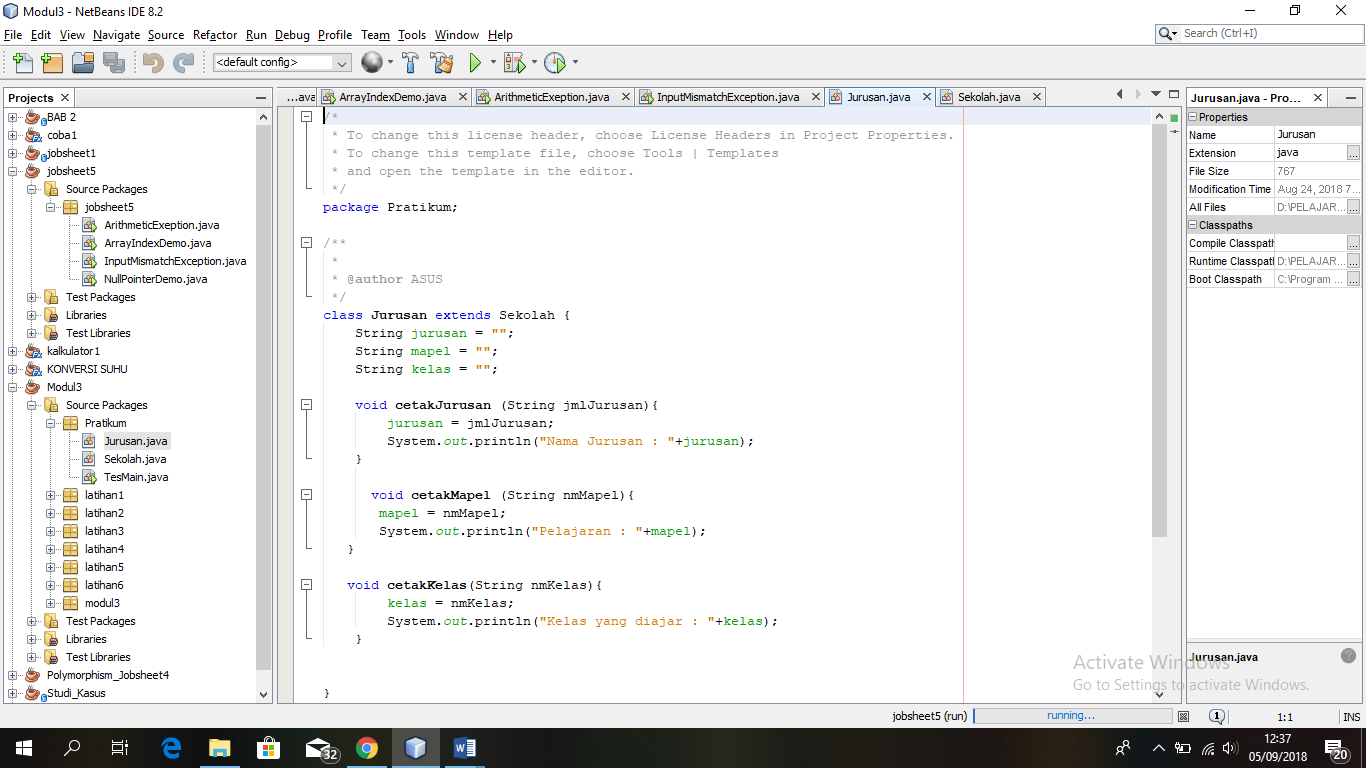 Modul3 - NetBeans IDE 8.2
File Edit View Navigate Source Refactor Run Debug Profile Team Tools Window Help
Search (Ctrl+I)
<default config>
Projects
BAB 2
coba1
jobsheet1
jobsheet5
Source Packages
jobsheet5
ArithmeticExeption.java
ArrayIndexDemo.java
InputMismatchException.java
NullPointerDemo.java
Test Packages
Libraries
Test Libraries
kalkulator1
KONVERSI SUHU
Modul3
Source Packages
Pratikum
Jurusan.java
Sekolah.java
TesMain.java
latihan1
latihan2
latihan3
latihan4
latihan5
latihan6
modul3
Test Packages
Libraries
Test Libraries
Polymorphism_Jobsheet4
Studi_Kasus
...ava ArrayIndexDemo.java ArithmeticExeption.java InputMismatchException.java Jurusan.java Sekolah.java
/*
* To change this license header, choose License Headers in Project Properties.
* To change this template file, choose Tools | Templates
* and open the template in the editor.
*/
package Pratikum;
/**
*
* @author ASUS
*/
class Jurusan extends Sekolah {
String jurusan = "";
String mapel = "";
String kelas = "";
void cetakJurusan (String jmlJurusan){
jurusan = jmlJurusan;
System.out.println("Nama Jurusan : "+jurusan);
}
void cetakMapel (String nmMapel){
mapel = nmMapel;
System.out.println("Pelajaran : "+mapel);
}
void cetakKelas(String nmKelas){
kelas = nmKelas;
System.out.println("Kelas yang diajar : "+kelas);
}
}
Jurusan.java - Pro...
Properties
Name Jurusan
Extension java ...
File Size 767
Modification Time Aug 24, 2018 7...
All Files D:\PELAJAR... ...
Classpaths
Compile Classpath ...
Runtime Classpath D:\PELAJAR... ...
Boot Classpath C:\Program ... ...
Jurusan.java
Activate Windows
Go to Settings to activate Windows.
jobsheet5 (run) running... 1 1:1 INS
32
12:37
05/09/2018
20